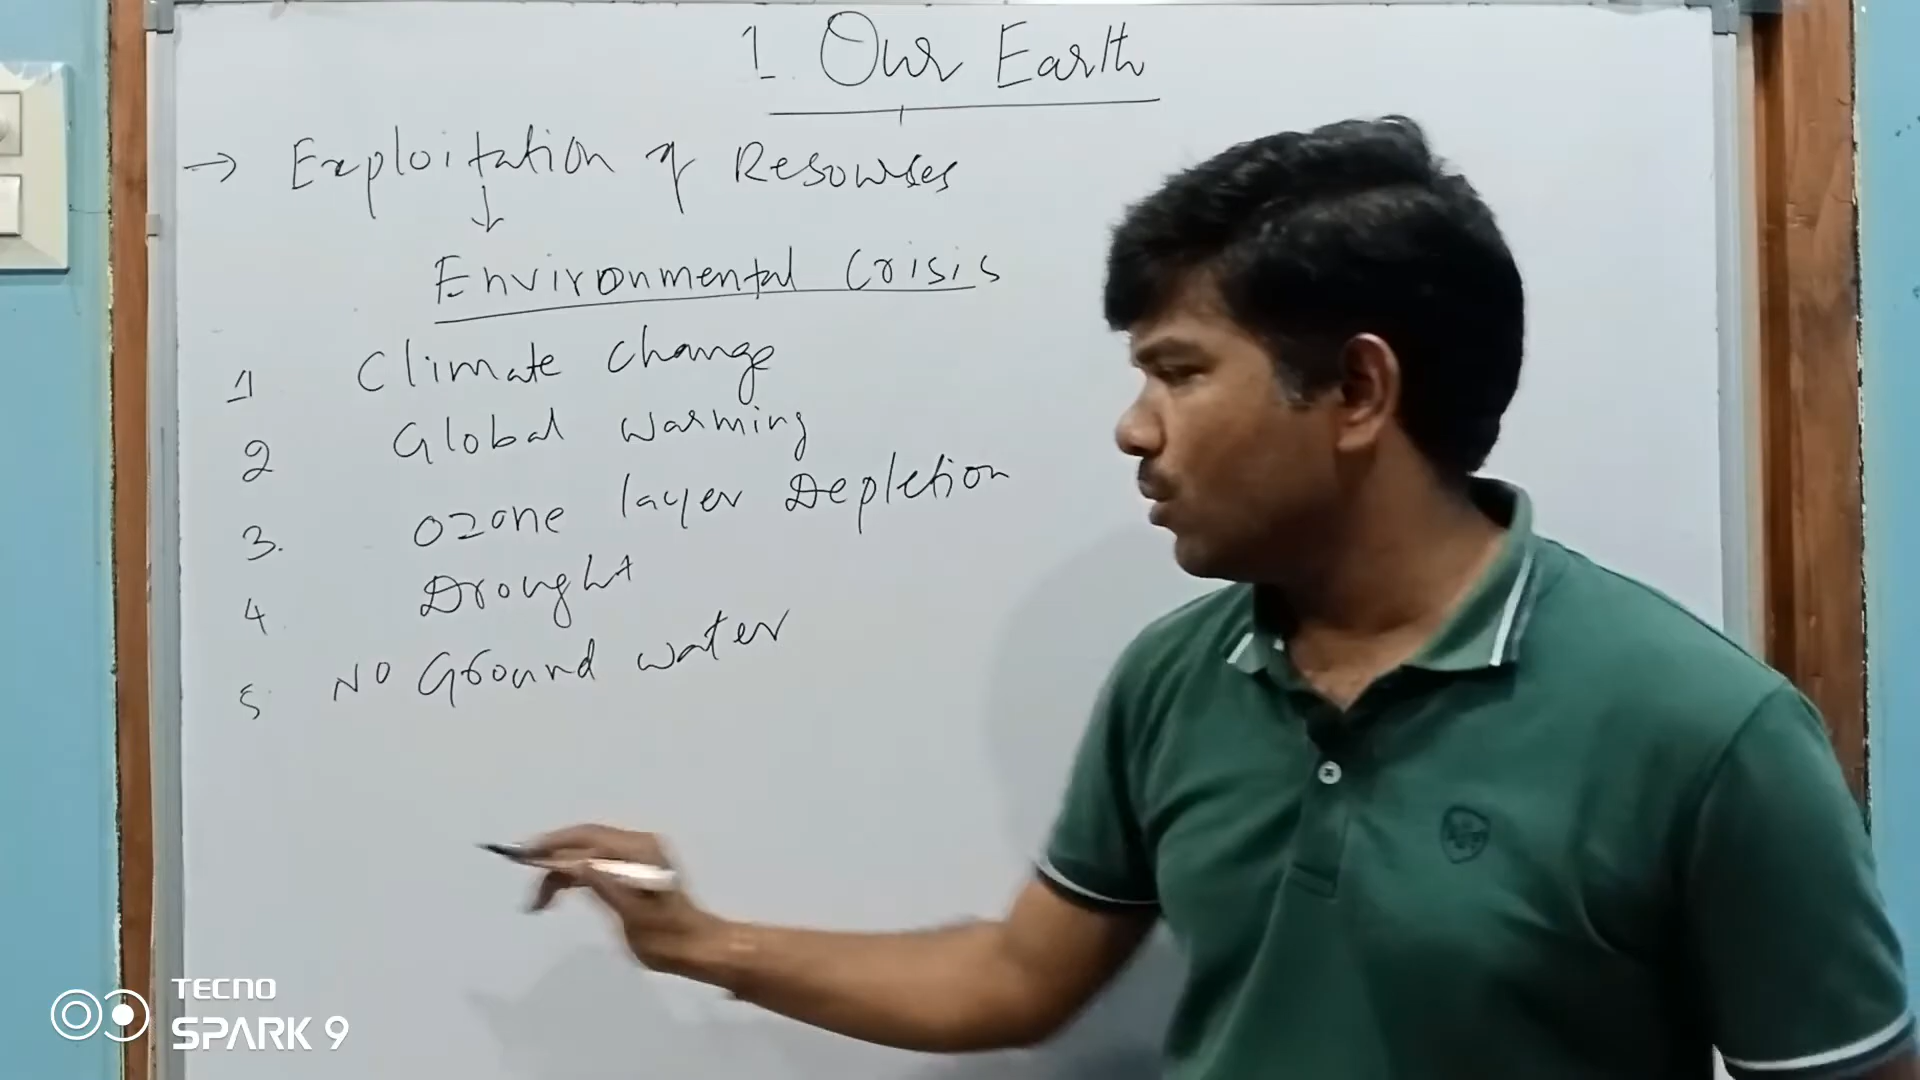 1. Our Earth
→ Exploitation of Resourses
↓
Environmental Crisis
1 Climate change
2 Global warming
3. Ozone layer Depletion
4 Drought
5. No Ground water
TECNO
SPARK 9